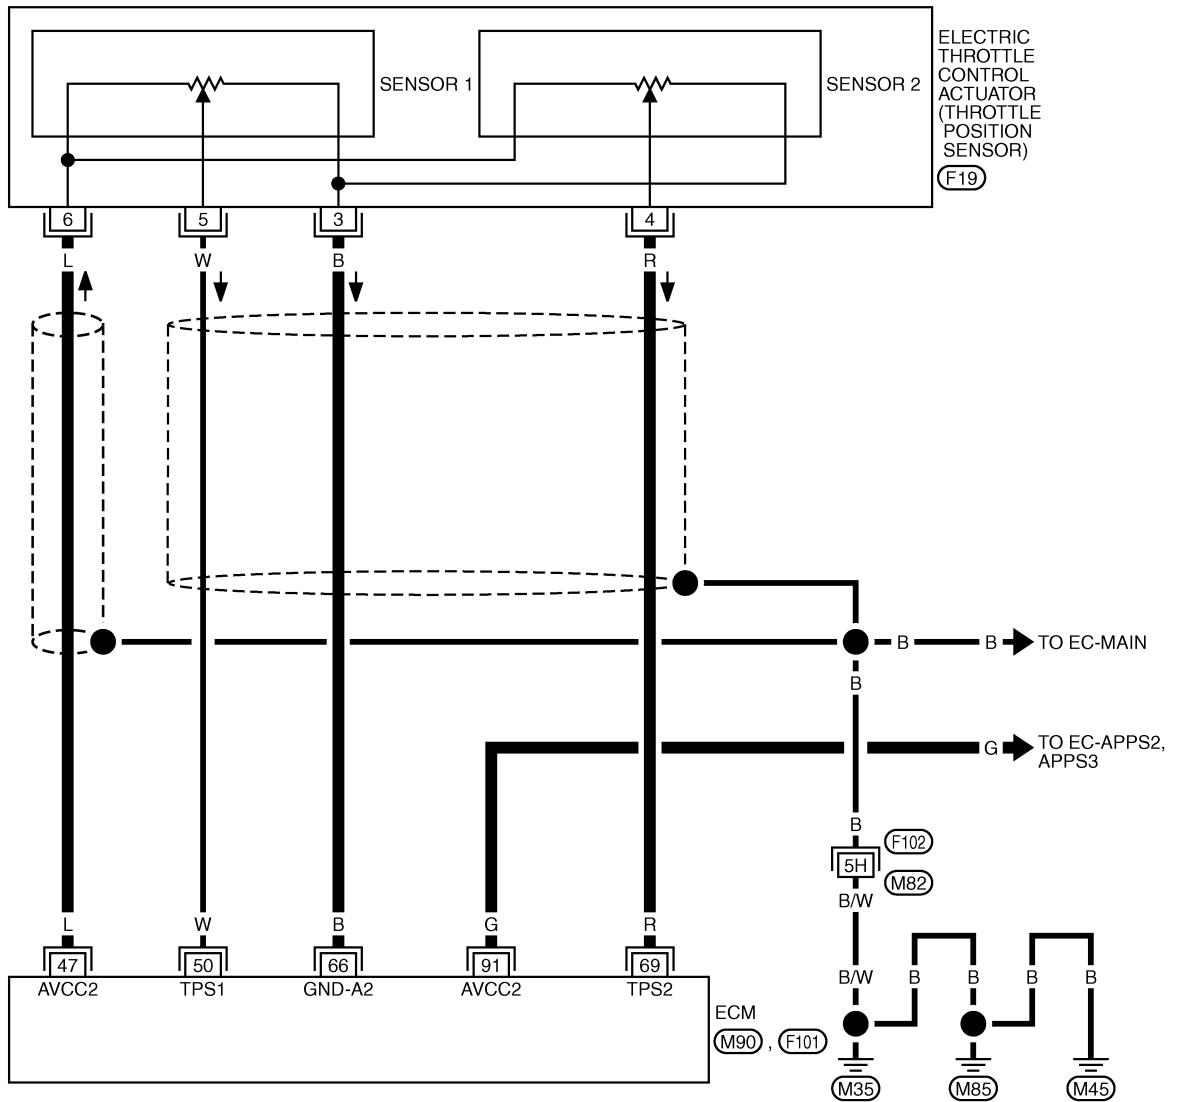 ELECTRIC
THROTTLE
CONTROL
ACTUATOR
(THROTTLE
POSITION
SENSOR)
F19
SENSOR 1
SENSOR 2
6
5
3
4
L
W
B
R
B
B
TO EC-MAIN
B
G
TO EC-APPS2,
APPS3
B
F102
5H
M82
B/W
L
W
B
G
R
47
50
66
91
69
B/W
B
B
B
B
AVCC2
TPS1
GND-A2
AVCC2
TPS2
ECM
M90 , F101
M35
M85
M45